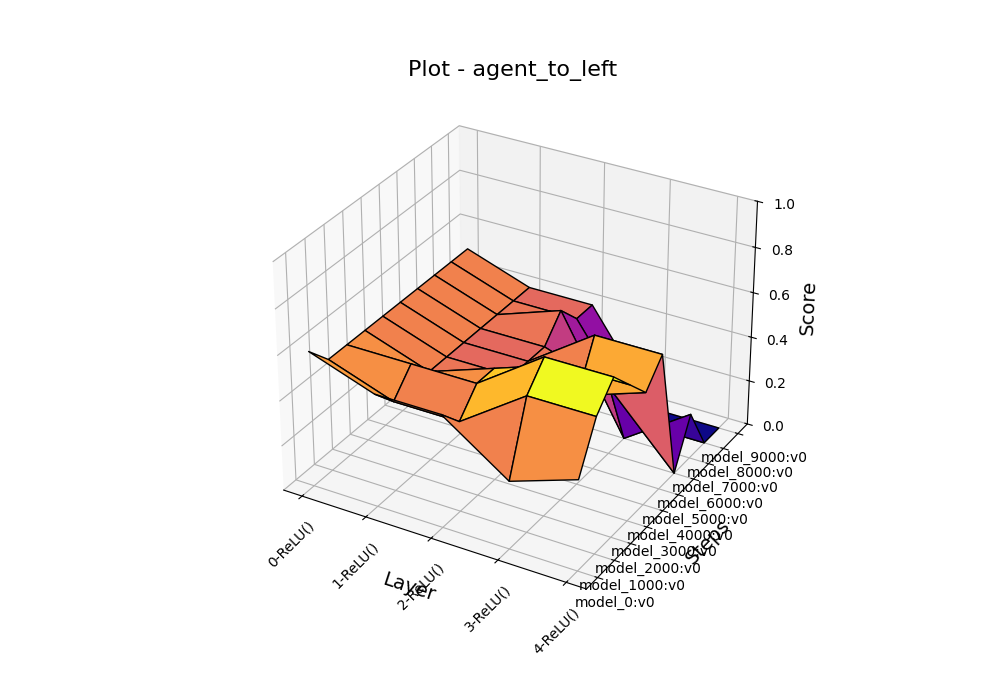 Plot - agent_to_left
1.0
0.8
0.6
0.4
0.2
0.0
Score
model_9000:v0
model_8000:v0
model_7000:v0
model_6000:v0
model_5000:v0
model_4000:v0
model_3000:v0
model_2000:v0
model_1000:v0
model_0:v0
Steps
0-ReLU()
1-ReLU()
2-ReLU()
3-ReLU()
4-ReLU()
Layer